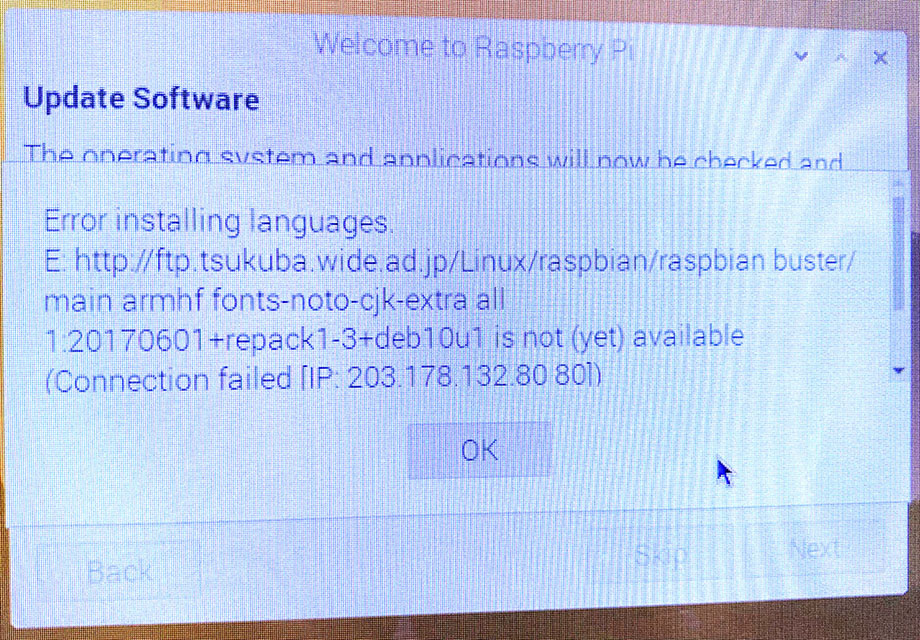 Welcome to Raspberry Pi
Update Software
The operating system and applications will now be checked and
Error installing languages.
E: http://ftp.tsukuba.wide.ad.jp/Linux/raspbian/raspbian buster/
main armhf fonts-noto-cjk-extra all
1:20170601+repack1-3+deb10u1 is not (yet) available
(Connection failed [IP: 203.178.132.80 80])
OK
Back
Skip
Next